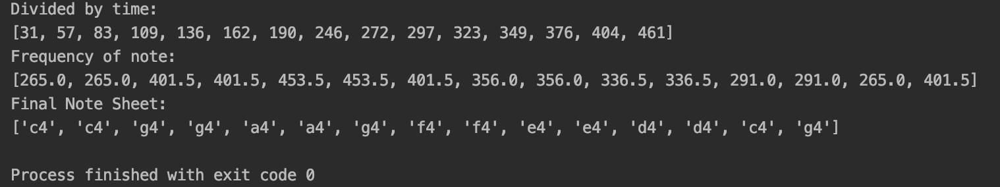 Divided by time:
[31, 57, 83, 109, 136, 162, 190, 246, 272, 297, 323, 349, 376, 404, 461]
Frequency of note:
[265.0, 265.0, 401.5, 401.5, 453.5, 453.5, 401.5, 356.0, 356.0, 336.5, 336.5, 291.0, 291.0, 265.0, 401.5]
Final Note Sheet:
['c4', 'c4', 'g4', 'g4', 'a4', 'a4', 'g4', 'f4', 'f4', 'e4', 'e4', 'd4', 'd4', 'c4', 'g4']
Process finished with exit code 0